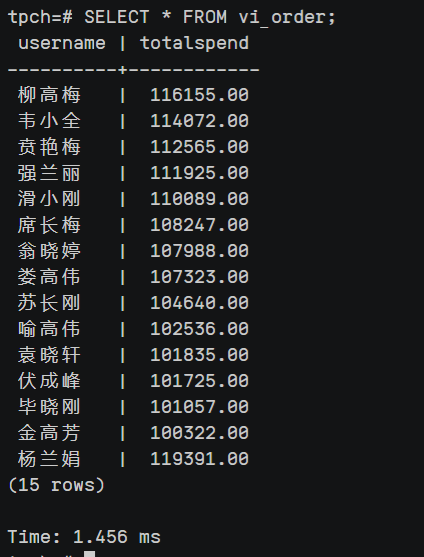 tpch=# SELECT * FROM vi_order;
username | totalspend
----------+------------
柳高梅 | 116155.00
韦小全 | 114072.00
贲艳梅 | 112565.00
强兰丽 | 111925.00
滑小刚 | 110089.00
席长梅 | 108247.00
翁晓婷 | 107988.00
娄高伟 | 107323.00
苏长刚 | 104640.00
喻高伟 | 102536.00
袁晓轩 | 101835.00
伏成峰 | 101725.00
毕晓刚 | 101057.00
金高芳 | 100322.00
杨兰娟 | 119391.00
(15 rows)
Time: 1.456 ms